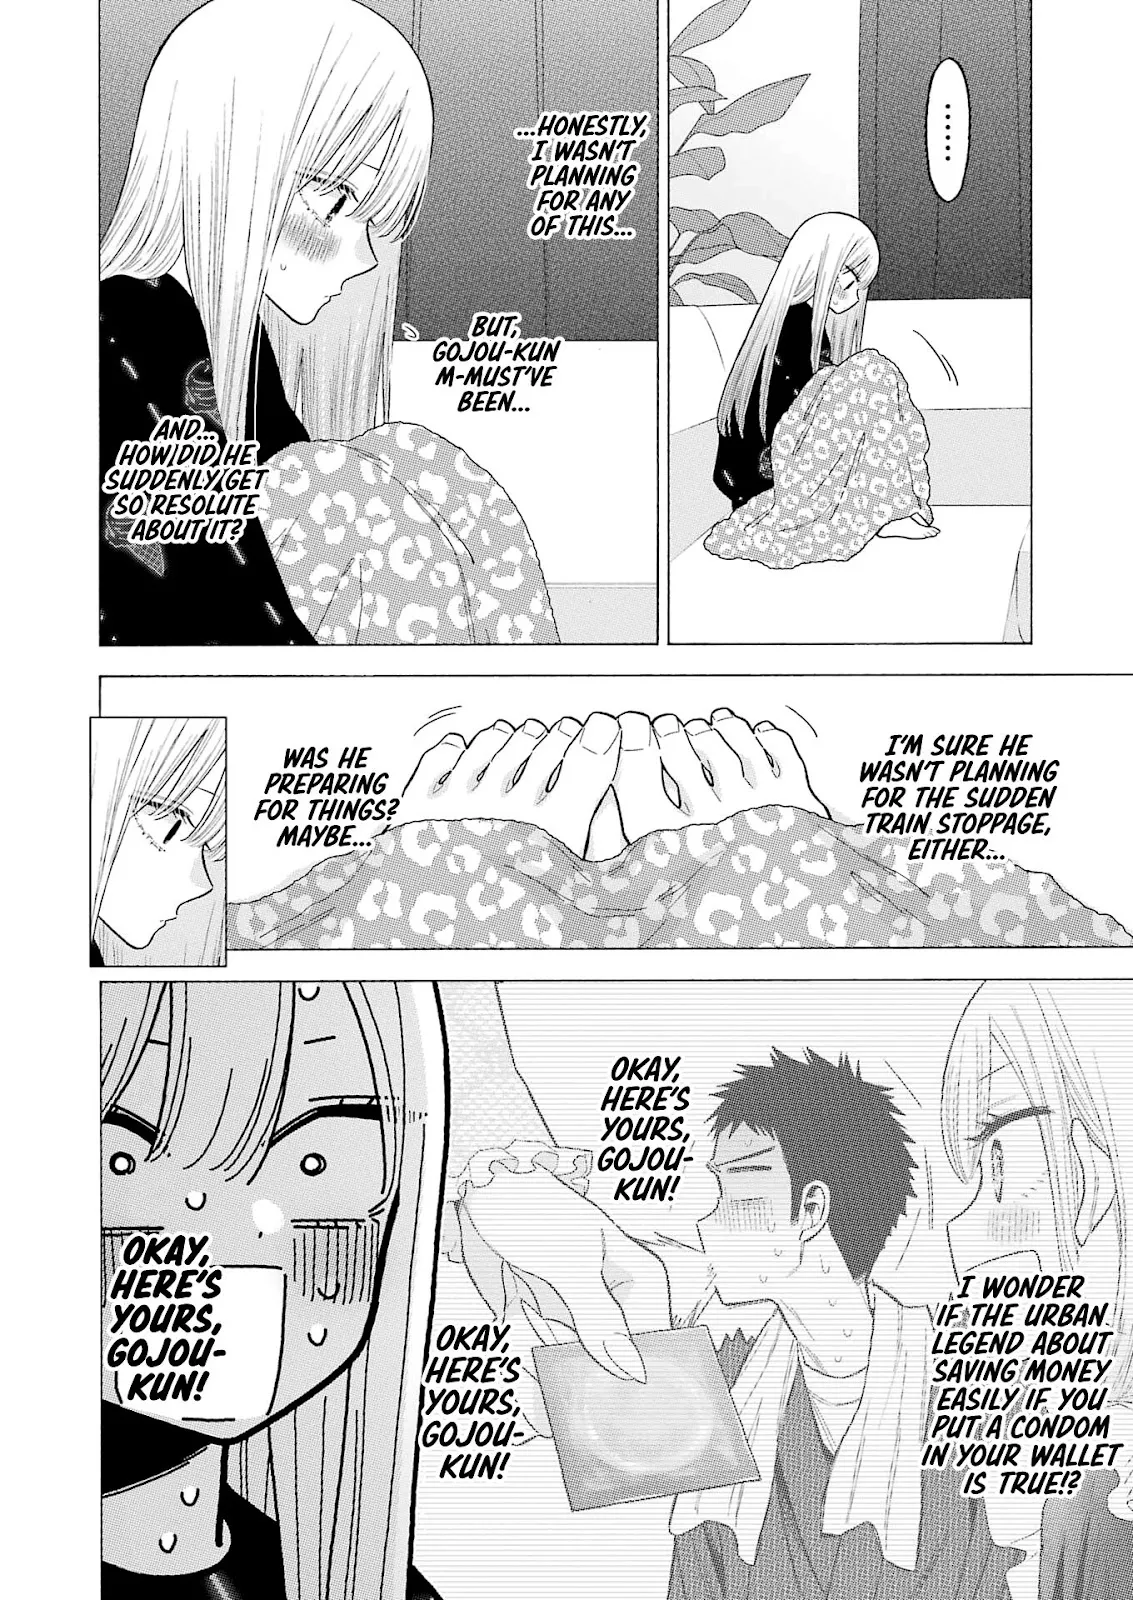 .........
...HONESTLY,
I WASN'T
PLANNING
FOR ANY
OF THIS...
BUT,
GOJOU-KUN
M-MUST'VE
BEEN...
AND...
HOW DID HE
SUDDENLY GET
SO RESOLUTE
ABOUT IT?
I'M SURE HE
WASN'T PLANNING
FOR THE SUDDEN
TRAIN STOPPAGE,
EITHER...
WAS HE
PREPARING
FOR THINGS?
MAYBE...
I WONDER
IF THE URBAN
LEGEND ABOUT
SAVING MONEY
EASILY IF YOU
PUT A CONDOM
IN YOUR WALLET
IS TRUE!?
OKAY,
HERE'S
YOURS,
GOJOU-
KUN!
OKAY,
HERE'S
YOURS,
GOJOU-
KUN!
OKAY,
HERE'S
YOURS,
GOJOU-
KUN!